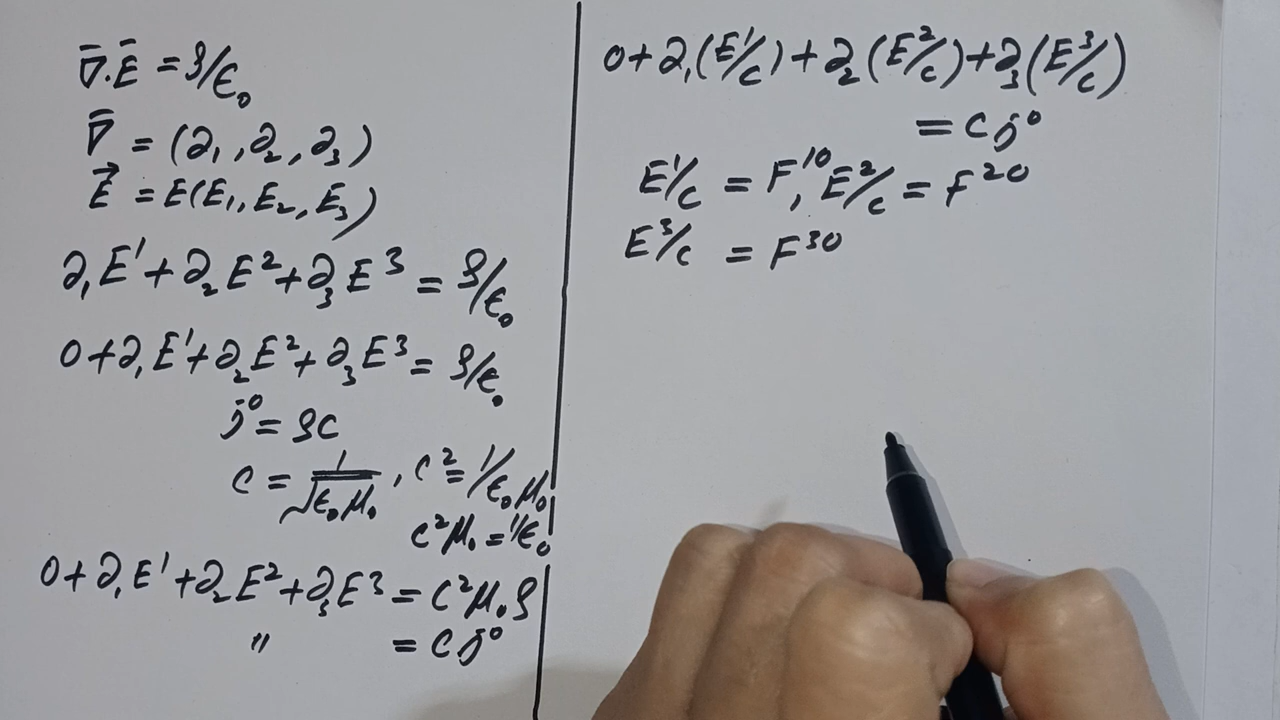 ∇̄.Ē = ρ/ε₀
∇̄ = (∂₁, ∂₂, ∂₃)
E⃗ = E(E₁, E₂, E₃)
∂₁E¹ + ∂₂E² + ∂₃E³ = ρ/ε₀
0 + ∂₁E¹ + ∂₂E² + ∂₃E³ = ρ/ε₀
j⁰ = ρc
c = 1/√ε₀μ₀ , c² = 1/ε₀μ₀
c²μ₀ = 1/ε₀
0 + ∂₁E¹ + ∂₂E² + ∂₃E³ = c²μ₀ρ
" = cj⁰
0 + ∂₁(E¹/c) + ∂₂(E²/c) + ∂₃(E³/c)
= cj⁰
E¹/c = F¹⁰, E²/c = F²⁰
E³/c = F³⁰